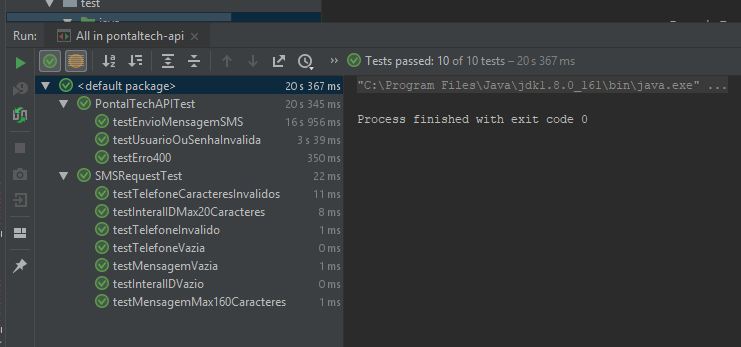 test
java
Run: All in pontaltech-api
Tests passed: 10 of 10 tests – 20 s 367 ms
<default package> 20 s 367 ms
PontalTechAPITest 20 s 345 ms
testEnvioMensagemSMS 16 s 956 ms
testUsuarioOuSenhaInvalida 3 s 39 ms
testErro400 350 ms
SMSRequestTest 22 ms
testTelefoneCaracteresInvalidos 11 ms
testInteralIDMax20Caracteres 8 ms
testTelefoneInvalido 1 ms
testTelefoneVazia 0 ms
testMensagemVazia 1 ms
testInteralIDVazio 0 ms
testMensagemMax160Caracteres 1 ms
"C:\Program Files\Java\jdk1.8.0_161\bin\java.exe" ...
Process finished with exit code 0